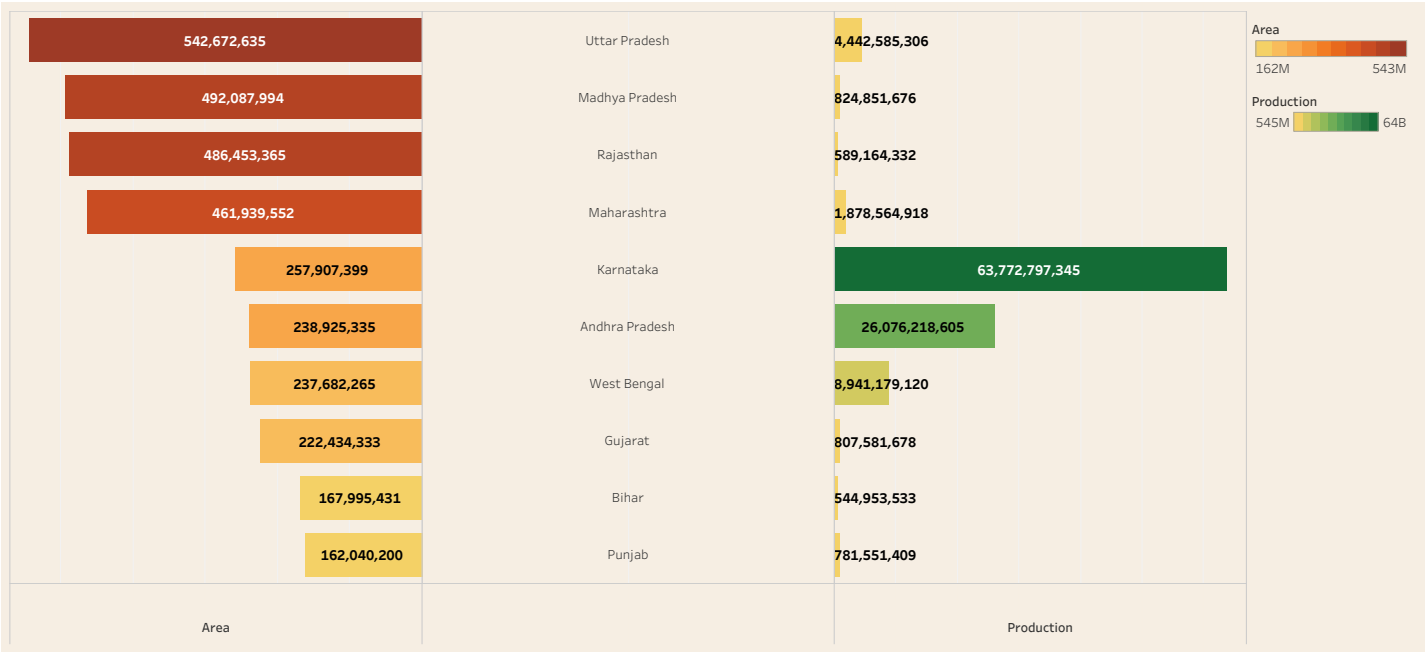 542,672,635 Uttar Pradesh 4,442,585,306
492,087,994 Madhya Pradesh 824,851,676
486,453,365 Rajasthan 589,164,332
461,939,552 Maharashtra 1,878,564,918
257,907,399 Karnataka 63,772,797,345
238,925,335 Andhra Pradesh 26,076,218,605
237,682,265 West Bengal 8,941,179,120
222,434,333 Gujarat 807,581,678
167,995,431 Bihar 544,953,533
162,040,200 Punjab 781,551,409
Area Production
Area
162M 543M
Production
545M 64B